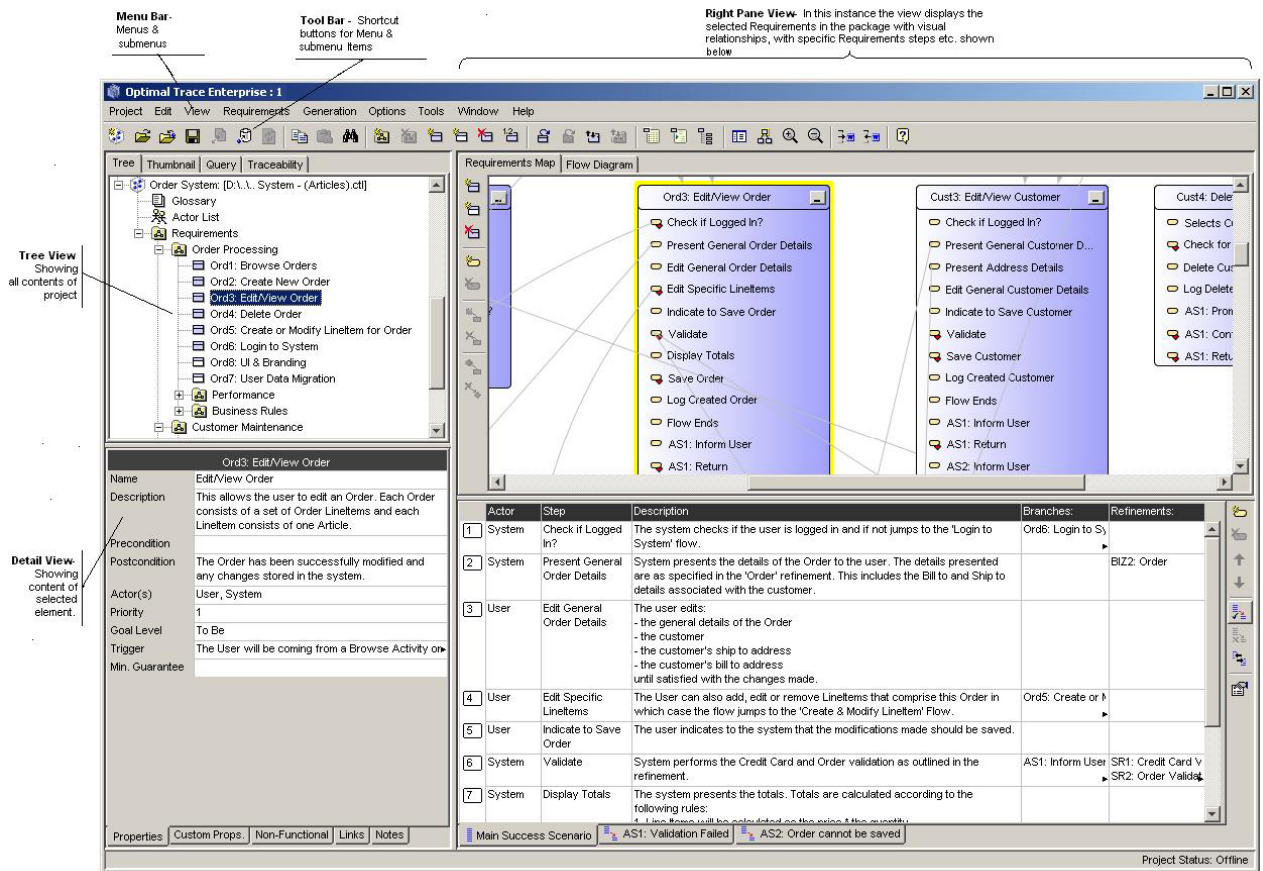 Menu Bar-
Menus &
submenus
Tool Bar - Shortcut
buttons for Menu &
submenu Items
Right Pane View- In this instance the view displays the
selected Requirements in the package with visual
relationships, with specific Requirements steps etc. shown
below
Optimal Trace Enterprise : 1
Project Edit View Requirements Generation Options Tools Window Help
Tree Thumbnail Query Traceability
Order System: [D:\..\.. System - (Articles).ctl]
Glossary
Actor List
Requirements
Order Processing
Ord1: Browse Orders
Ord2: Create New Order
Ord3: Edit/View Order
Ord4: Delete Order
Ord5: Create or Modify LineItem for Order
Ord6: Login to System
Ord8: UI & Branding
Ord7: User Data Migration
Performance
Business Rules
Customer Maintenance
Tree View
Showing
all contents of
project
Requirements Map Flow Diagram
Ord3: Edit/View Order
Check if Logged In?
Present General Order Details
Edit General Order Details
Edit Specific LineItems
Indicate to Save Order
Validate
Display Totals
Save Order
Log Created Order
Flow Ends
AS1: Inform User
AS1: Return
Cust3: Edit/View Customer
Check if Logged In?
Present General Customer D...
Present Address Details
Edit General Customer Details
Indicate to Save Customer
Validate
Save Customer
Log Created Customer
Flow Ends
AS1: Inform User
AS1: Return
AS2: Inform User
Cust4: Dele
Selects Cu
Check for
Delete Cus
Log Delete
AS1: Pron
AS1: Con
AS1: Retu
Detail View-
Showing
content of
selected
element.
Ord3: Edit/View Order
Name Edit/View Order
Description This allows the user to edit an Order. Each Order
consists of a set of Order LineItems and each
LineItem consists of one Article.
Precondition
Postcondition The Order has been successfully modified and
any changes stored in the system.
Actor(s) User, System
Priority 1
Goal Level To Be
Trigger The User will be coming from a Browse Activity on
Min. Guarantee
Properties Custom Props. Non-Functional Links Notes
Actor Step Description Branches: Refinements:
1 System Check if Logged The system checks if the user is logged in and if not jumps to the 'Login to Ord6: Login to Sy
In? System' flow.
2 System Present General System presents the details of the Order to the user. The details presented BIZ2: Order
Order Details are as specified in the 'Order' refinement. This includes the Bill to and Ship to
details associated with the customer.
3 User Edit General The user edits:
Order Details - the general details of the Order
- the customer
- the customer's ship to address
- the customer's bill to address
until satisfied with the changes made.
4 User Edit Specific The User can also add, edit or remove LineItems that comprise this Order in Ord5: Create or M
LineItems which case the flow jumps to the 'Create & Modify LineItem' Flow.
5 User Indicate to Save The user indicates to the system that the modifications made should be saved.
Order
6 System Validate System performs the Credit Card and Order validation as outlined in the AS1: Inform User SR1: Credit Card V
refinement. SR2: Order Validat
7 System Display Totals The system presents the totals. Totals are calculated according to the
following rules:
Main Success Scenario AS1: Validation Failed AS2: Order cannot be saved
Project Status: Offline